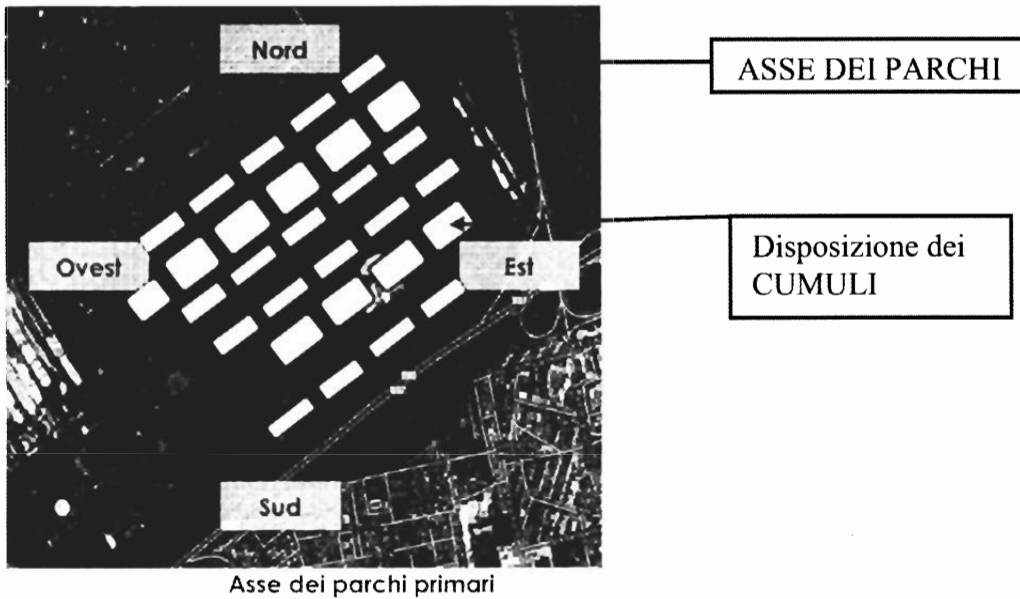 Nord
ASSE DEI PARCHI
Ovest
Est
Disposizione dei
CUMULI
Sud
Asse dei parchi primari